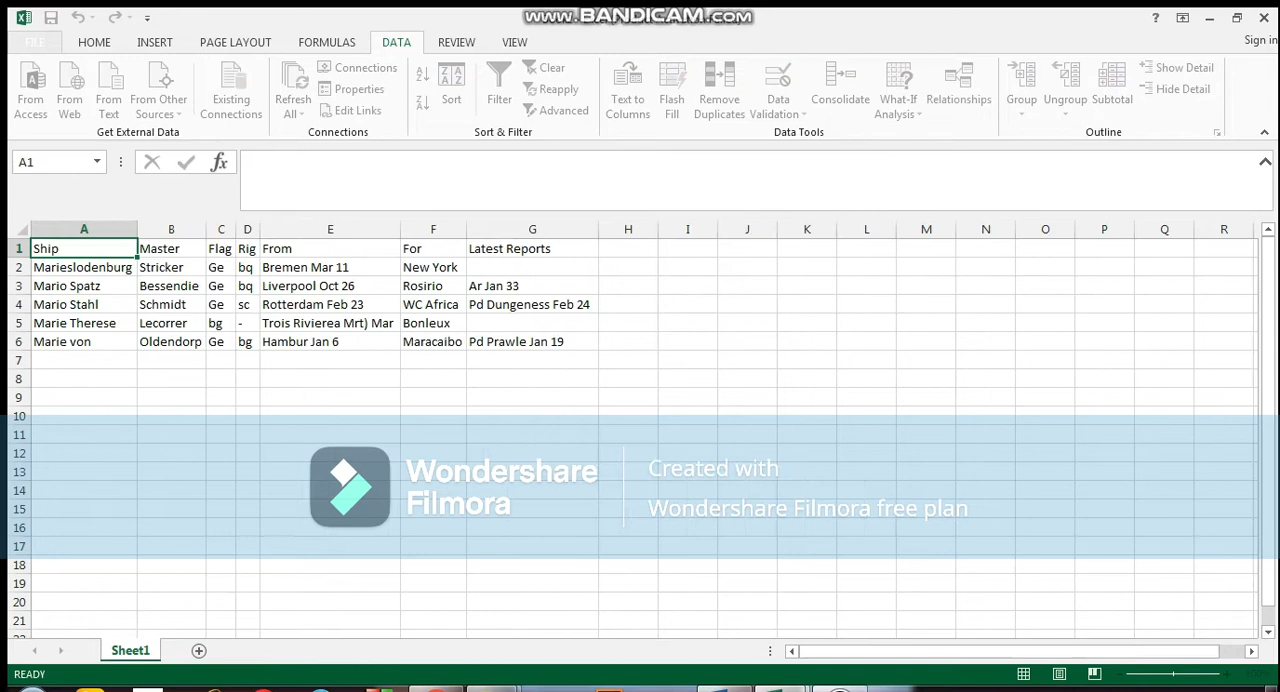 www.BANDICAM.com
Sign in
FILE HOME INSERT PAGE LAYOUT FORMULAS DATA REVIEW VIEW
From Access
From Web
From Text
From Other Sources
Existing Connections
Refresh All
Connections
Properties
Edit Links
Sort
Filter
Clear
Reapply
Advanced
Text to Columns
Flash Fill
Remove Duplicates
Data Validation
Consolidate
What-If Analysis
Relationships
Group
Ungroup
Subtotal
Show Detail
Hide Detail
Get External Data Connections Sort & Filter Data Tools Outline
A1 fx
A B C D E F G H I J K L M N O P Q R
1 Ship Master Flag Rig From For Latest Reports
2 Marieslodenburg Stricker Ge bq Bremen Mar 11 New York
3 Mario Spatz Bessendie Ge bq Liverpool Oct 26 Rosirio Ar Jan 33
4 Mario Stahl Schmidt Ge sc Rotterdam Feb 23 WC Africa Pd Dungeness Feb 24
5 Marie Therese Lecorrer bg - Trois Rivierea Mrt) Mar Bonleux
6 Marie von Oldendorp Ge bg Hambur Jan 6 Maracaibo Pd Prawle Jan 19
7
8
9
10
11
12
13
14
15
16
17
18
19
20
21
Wondershare Filmora
Created with
Wondershare Filmora free plan
Sheet1
READY